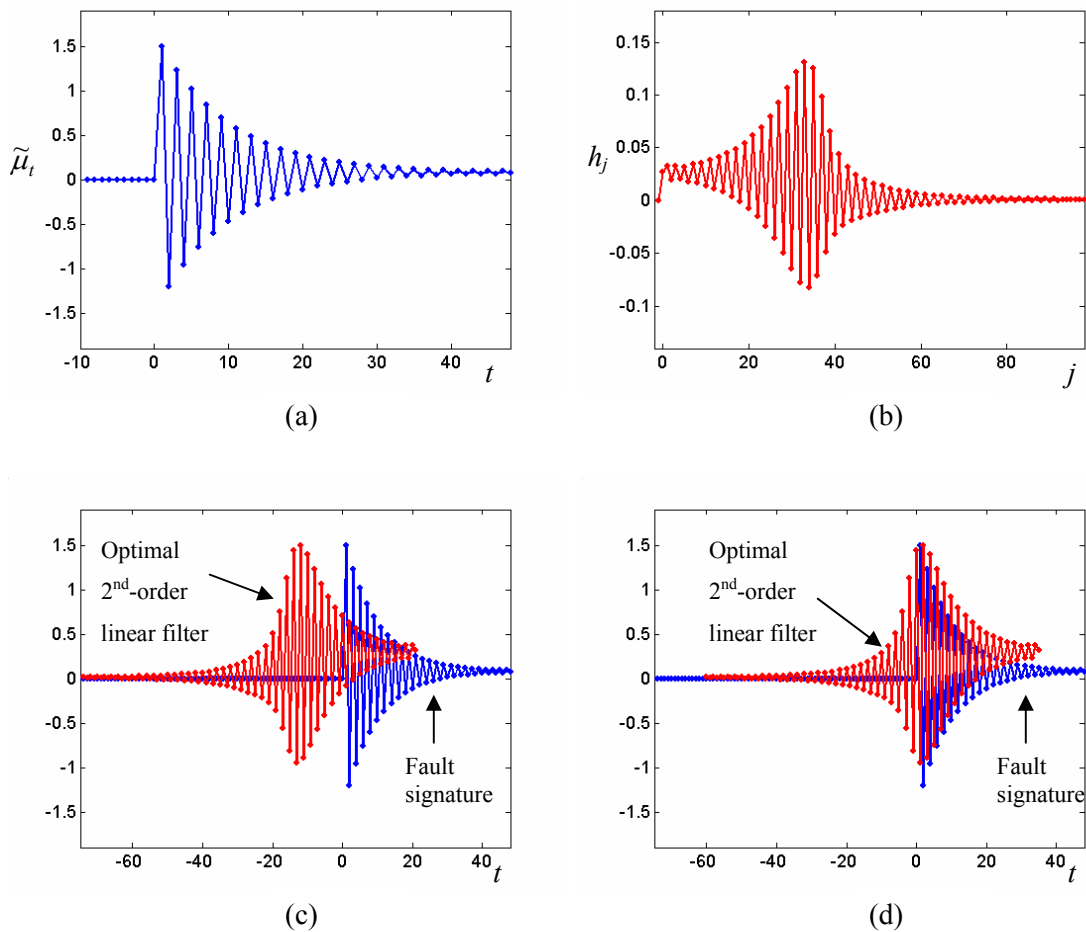 1.5
1
0.5
0
-0.5
-1
-1.5
μ̃t
-10 0 10 20 30 40
t
(a)
0.15
0.1
0.05
0
-0.05
-0.1
hj
0 20 40 60 80
j
(b)
1.5
1
0.5
0
-0.5
-1
-1.5
Optimal
2nd-order
linear filter
Fault
signature
-60 -40 -20 0 20 40
t
(c)
1.5
1
0.5
0
-0.5
-1
-1.5
Optimal
2nd-order
linear filter
Fault
signature
-60 -40 -20 0 20 40
t
(d)